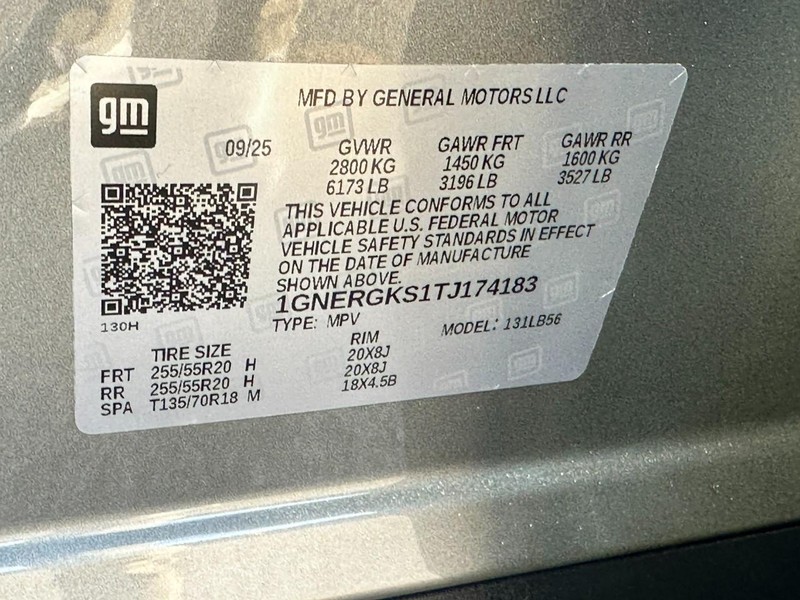 gm
MFD BY GENERAL MOTORS LLC
09/25 GVWR GAWR FRT GAWR RR
2800 KG 1450 KG 1600 KG
6173 LB 3196 LB 3527 LB
THIS VEHICLE CONFORMS TO ALL
APPLICABLE U.S. FEDERAL MOTOR
VEHICLE SAFETY STANDARDS IN EFFECT
ON THE DATE OF MANUFACTURE
SHOWN ABOVE.
1GNERGKS1TJ174183
130H
TYPE: MPV MODEL: 131LB56
TIRE SIZE RIM
FRT 255/55R20 H 20X8J
RR 255/55R20 H 20X8J
SPA T135/70R18 M 18X4.5B